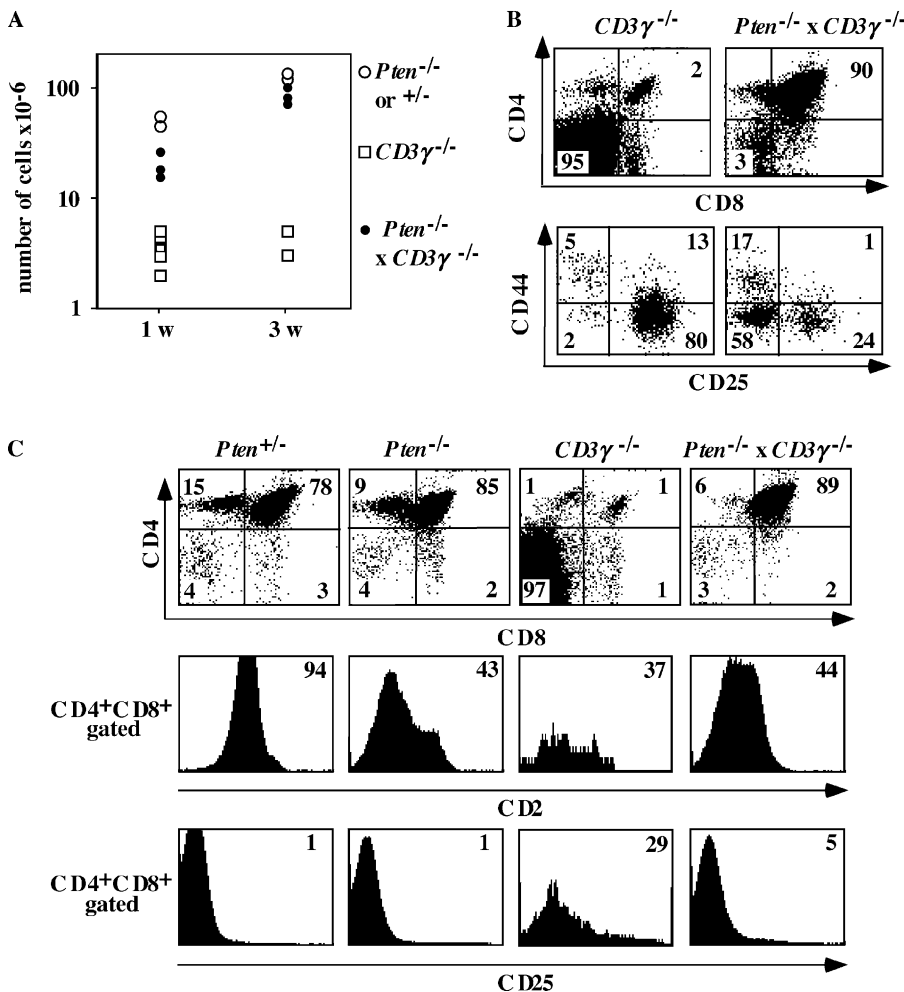 A
number of cells x10-6
100
10
1
1 w
3 w
Pten-/-
or +/-
CD3γ-/-
Pten-/-
x CD3γ -/-
B
CD3γ-/-
Pten-/- x CD3γ-/-
CD4
2
95
90
3
CD8
CD44
5
13
2
80
17
1
58
24
CD25
C
Pten+/-
Pten-/-
CD3γ -/-
Pten-/- x CD3γ-/-
CD4
15
78
4
3
9
85
4
2
1
1
97
1
6
89
3
2
CD8
CD4+CD8+
gated
94
43
37
44
CD2
CD4+CD8+
gated
1
1
29
5
CD25